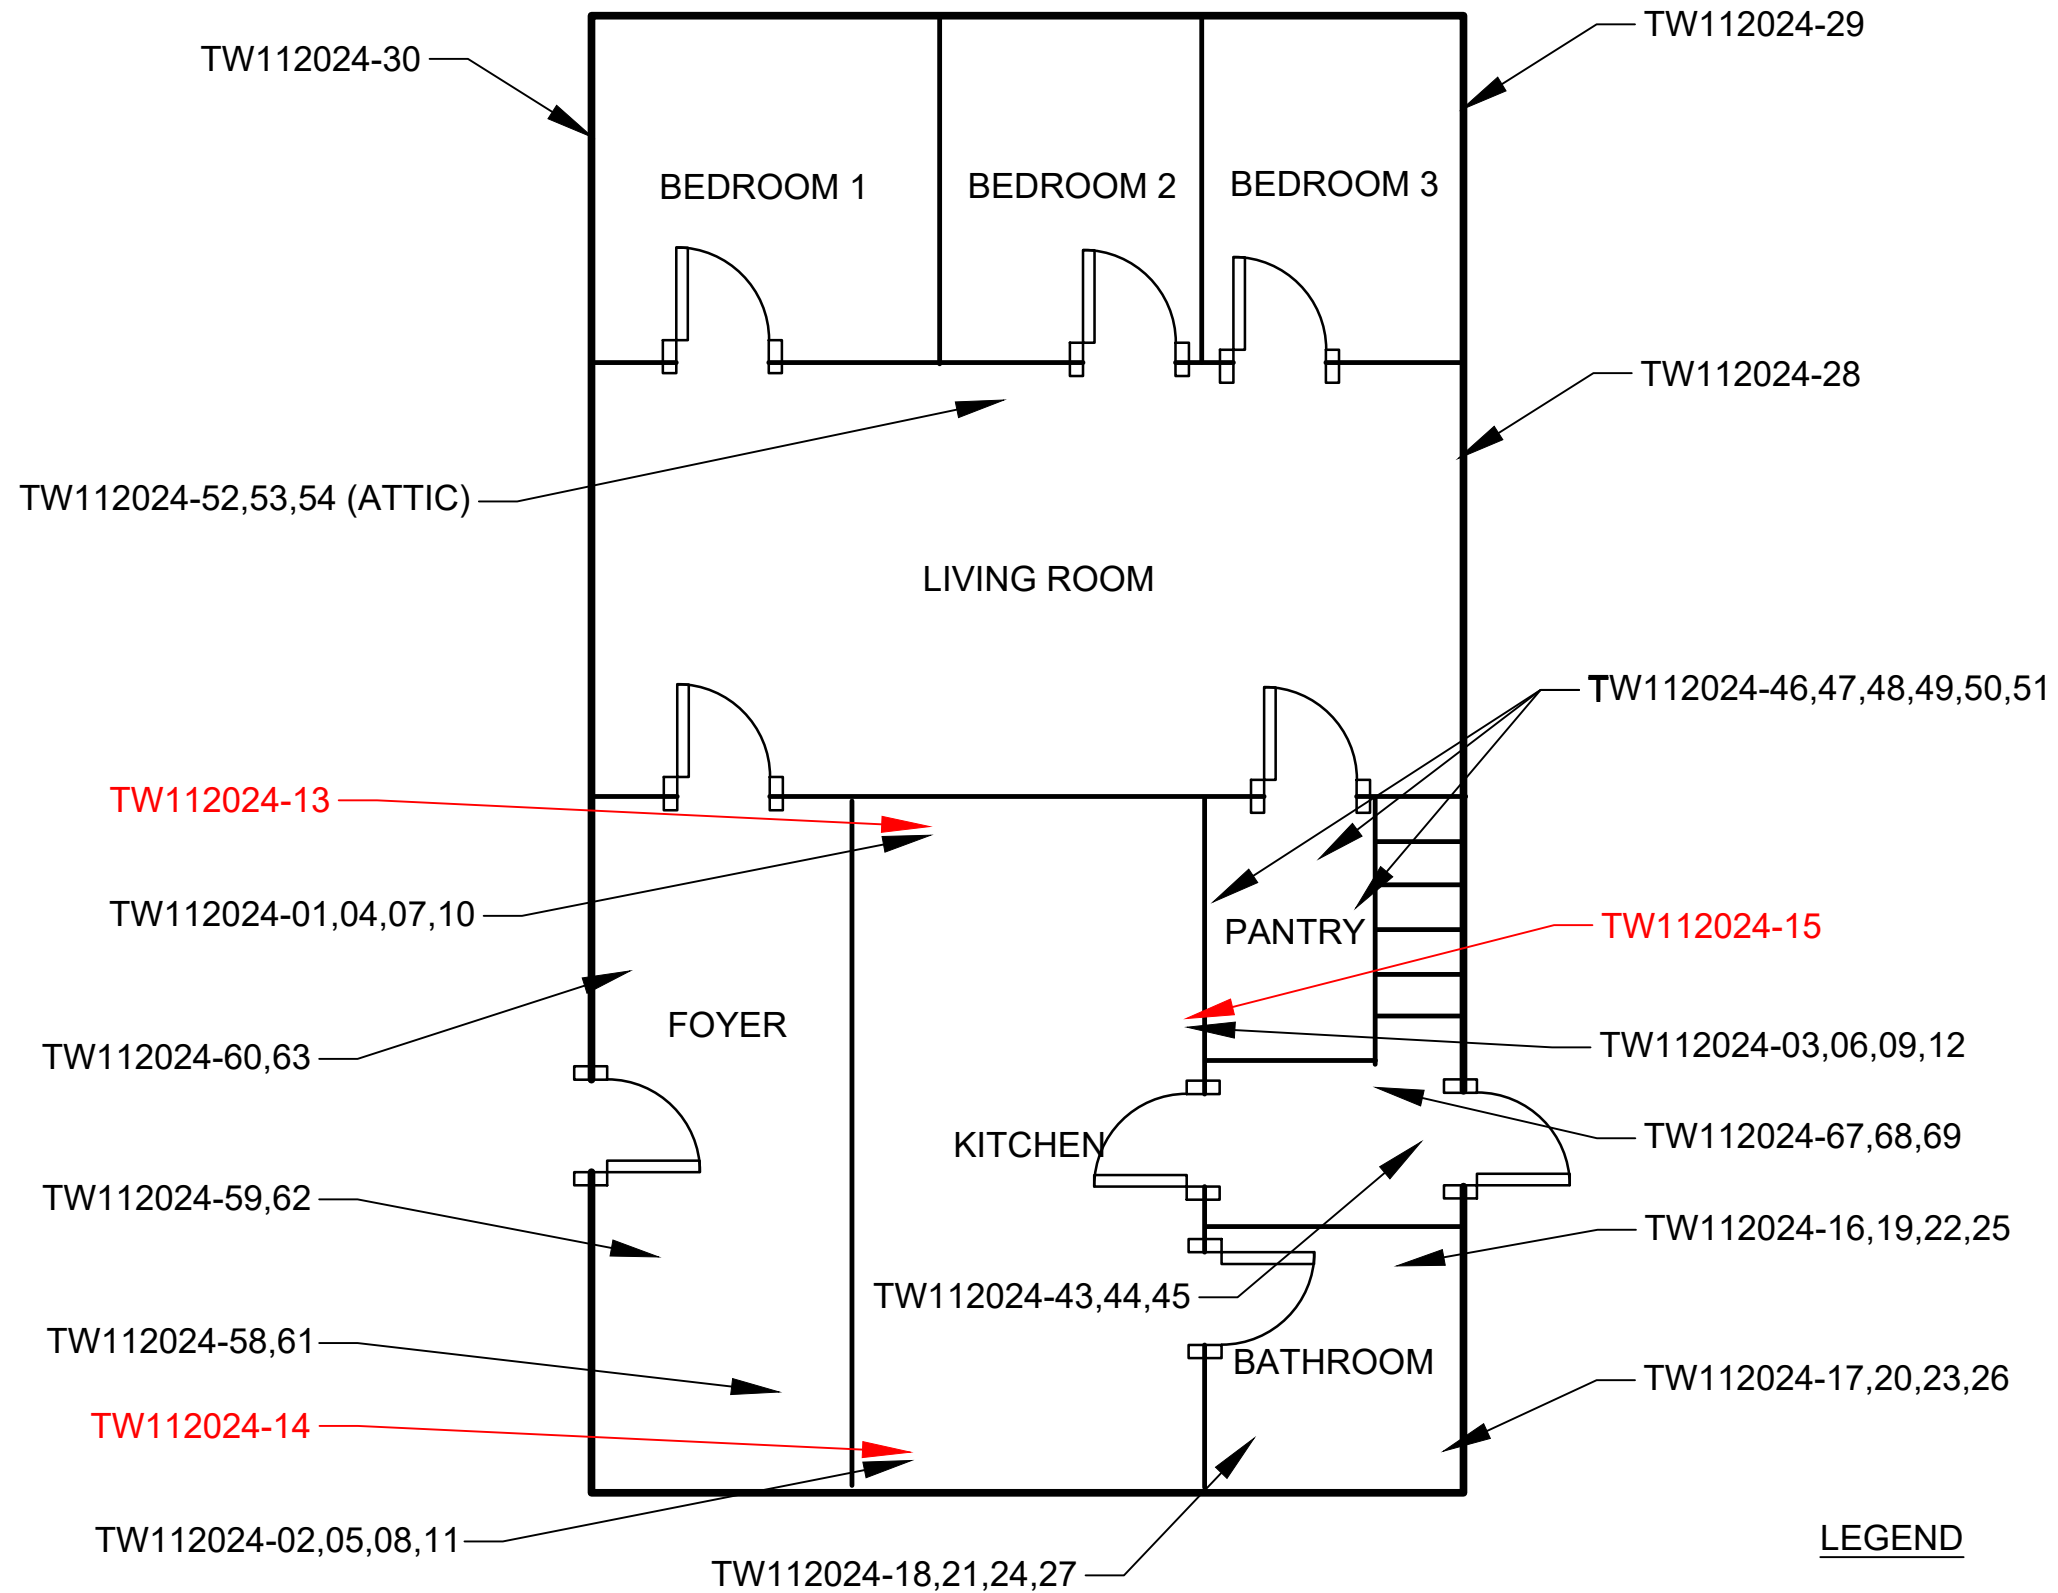 TW112024-29
TW112024-30
BEDROOM 1
BEDROOM 2
BEDROOM 3
TW112024-28
TW112024-52,53,54 (ATTIC)
LIVING ROOM
TW112024-46,47,48,49,50,51
TW112024-13
TW112024-01,04,07,10
PANTRY
TW112024-15
FOYER
TW112024-60,63
TW112024-03,06,09,12
KITCHEN
TW112024-67,68,69
TW112024-59,62
TW112024-16,19,22,25
TW112024-43,44,45
TW112024-58,61
BATHROOM
TW112024-17,20,23,26
TW112024-14
TW112024-02,05,08,11
LEGEND
TW112024-18,21,24,27